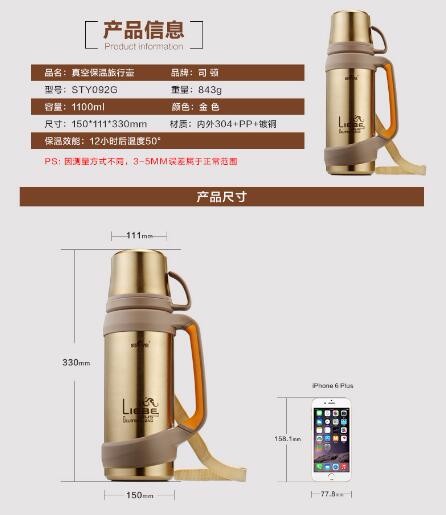 产品信息
Product information
品名：真空保温旅行壶 品牌：司顿
型号：STY092G 重量：843g
容量：1100ml 颜色：金色
尺寸：150*111*330mm 材质：内外304+PP+镀铜
保温效能：12小时后温度50°
PS: 因测量方式不同，3-5MM误差属于正常范围
LIEBE
产品尺寸
111mm
330mm
LIEBE
150mm
iPhone 6 Plus
158.1mm
77.8mm